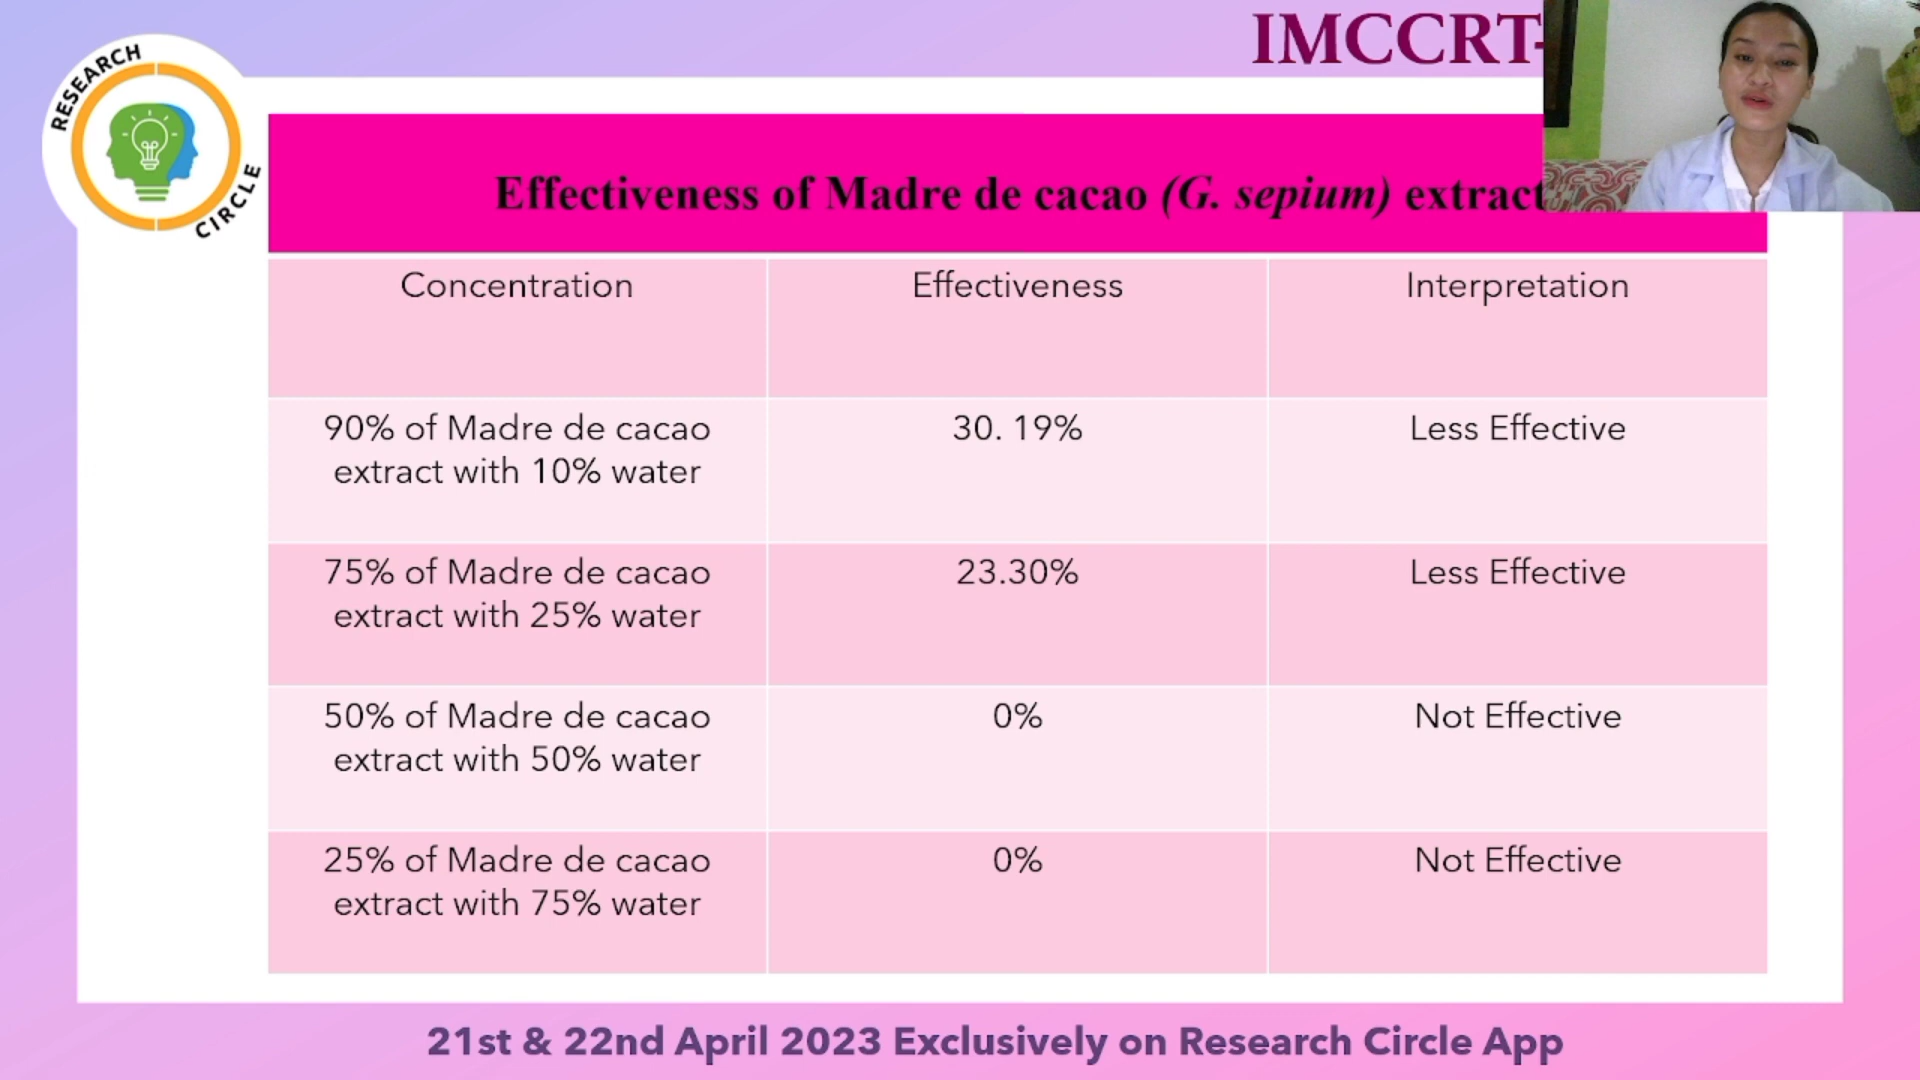 RESEARCH
CIRCLE
IMCCRT-
Effectiveness of Madre de cacao (G. sepium) extract
Concentration
Effectiveness
Interpretation
90% of Madre de cacao
extract with 10% water
30. 19%
Less Effective
75% of Madre de cacao
extract with 25% water
23.30%
Less Effective
50% of Madre de cacao
extract with 50% water
0%
Not Effective
25% of Madre de cacao
extract with 75% water
0%
Not Effective
21st & 22nd April 2023 Exclusively on Research Circle App